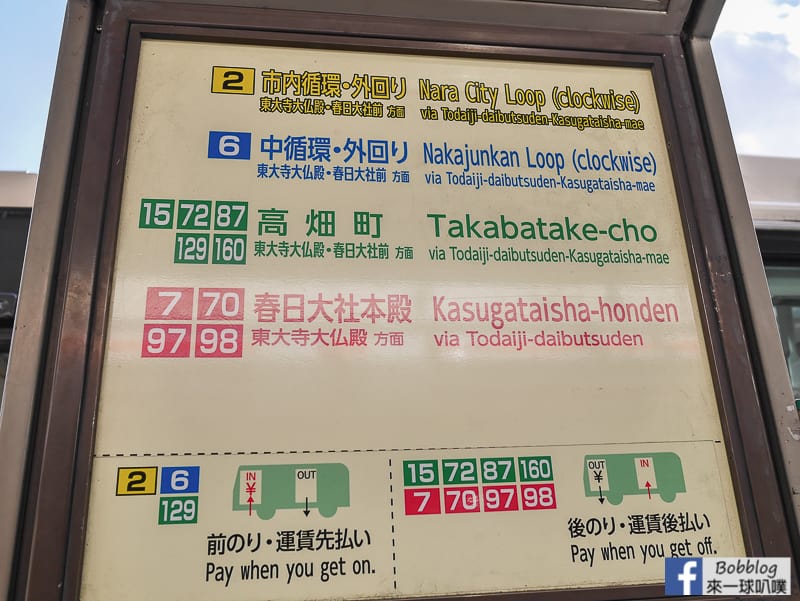 2 市内循環・外回り Nara City Loop (clockwise)
東大寺大仏殿・春日大社前 方面 via Todaiji-daibutsuden-Kasugataisha-mae
6 中循環・外回り Nakajunkan Loop (clockwise)
東大寺大仏殿・春日大社前 方面 via Todaiji-daibutsuden-Kasugataisha-mae
15 72 87 高畑町 Takabatake-cho
129 160 東大寺大仏殿・春日大社前 方面 via Todaiji-daibutsuden-Kasugataisha-mae
7 70 春日大社本殿 Kasugataisha-honden
97 98 東大寺大仏殿 方面 via Todaiji-daibutsuden
2 6
129
IN ¥ OUT
前のり・運賃先払い
Pay when you get on.
15 72 87 160
7 70 97 98
OUT ¥ IN
後のり・運賃後払い
Pay when you get off.
f Bobblog
來一球叭噗